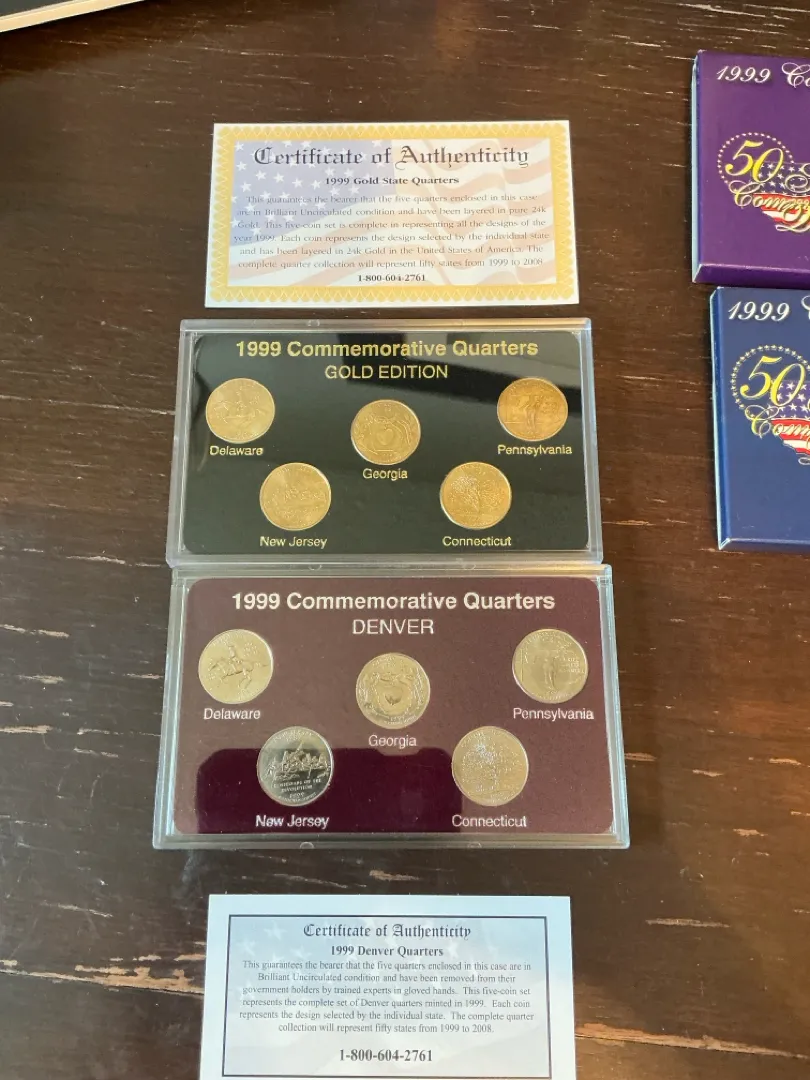 Certificate of Authenticity
1999 Gold State Quarters
This guarantees the bearer that the five quarters enclosed in this case
are in Brilliant Uncirculated condition and have been layered in pure 24k
Gold. This five-coin set is complete in representing all the designs of the
year 1999. Each coin represents the design selected by the individual state
and has been layered in 24k Gold in the United States of America. The
complete quarter collection will represent fifty states from 1999 to 2008.
1-800-604-2761
1999
50
1999
50
1999 Commemorative Quarters
GOLD EDITION
Delaware
Georgia
Pennsylvania
New Jersey
Connecticut
1999 Commemorative Quarters
DENVER
Delaware
Georgia
Pennsylvania
New Jersey
Connecticut
Certificate of Authenticity
1999 Denver Quarters
This guarantees the bearer that the five quarters enclosed in this case are in
Brilliant Uncirculated condition and have been removed from their
government holders by trained experts in gloved hands. This five-coin set
represents the complete set of Denver quarters minted in 1999. Each coin
represents the design selected by the individual state. The complete quarter
collection will represent fifty states from 1999 to 2008.
1-800-604-2761